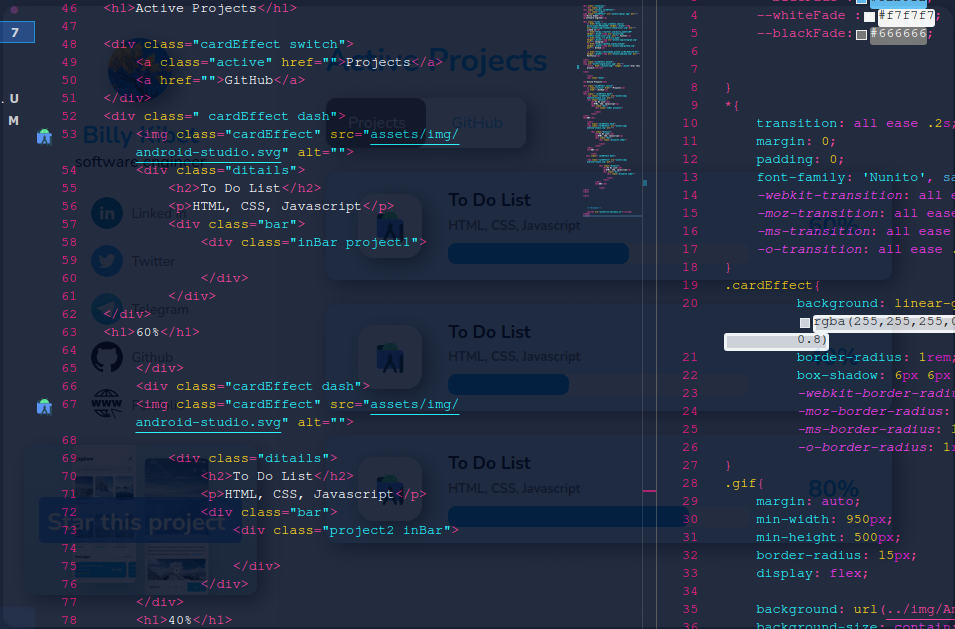 7
. U
M
46 <h1>Active Projects</h1>
47
48 <div class="cardEffect switch">
49 <a class="active" href="">Projects</a>
50 <a href="">GitHub</a>
51 </div>
52 <div class=" cardEffect dash">
53 <img class="cardEffect" src="assets/img/
android-studio.svg" alt="">
54 <div class="ditails">
55 <h2>To Do List</h2>
56 <p>HTML, CSS, Javascript</p>
57 <div class="bar">
58 <div class="inBar project1">
59
60 </div>
61 </div>
62 </div>
63 <h1>60%</h1>
64
65 </div>
66 <div class="cardEffect dash">
67 <img class="cardEffect" src="assets/img/
android-studio.svg" alt="">
68
69 <div class="ditails">
70 <h2>To Do List</h2>
71 <p>HTML, CSS, Javascript</p>
72 <div class="bar">
73 <div class="project2 inBar">
74
75 </div>
76 </div>
77 </div>
78 <h1>40%</h1>
4 --whiteFade : #f7f7f7;
5 --blackFade: #666666;
6
7
8 }
9 *{
10 transition: all ease .2s;
11 margin: 0;
12 padding: 0;
13 font-family: 'Nunito', sa
14 -webkit-transition: all e
15 -moz-transition: all ease
16 -ms-transition: all ease
17 -o-transition: all ease
18 }
19 .cardEffect{
20 background: linear-g
rgba(255,255,255,0
0.8)
21 border-radius: 1rem;
22 box-shadow: 6px 6px
23 -webkit-border-radiu
24 -moz-border-radius:
25 -ms-border-radius: 1
26 -o-border-radius: 1r
27 }
28 .gif{
29 margin: auto;
30 min-width: 950px;
31 min-height: 500px;
32 border-radius: 15px;
33 display: flex;
34
35 background: url(../img/An
36 background-size: contain;
Active Projects
Projects
GitHub
software engineer
Twitter
Telegram
Github
www
Star this project
To Do List
HTML, CSS, Javascript
60%
To Do List
HTML, CSS, Javascript
To Do List
HTML, CSS, Javascript
80%